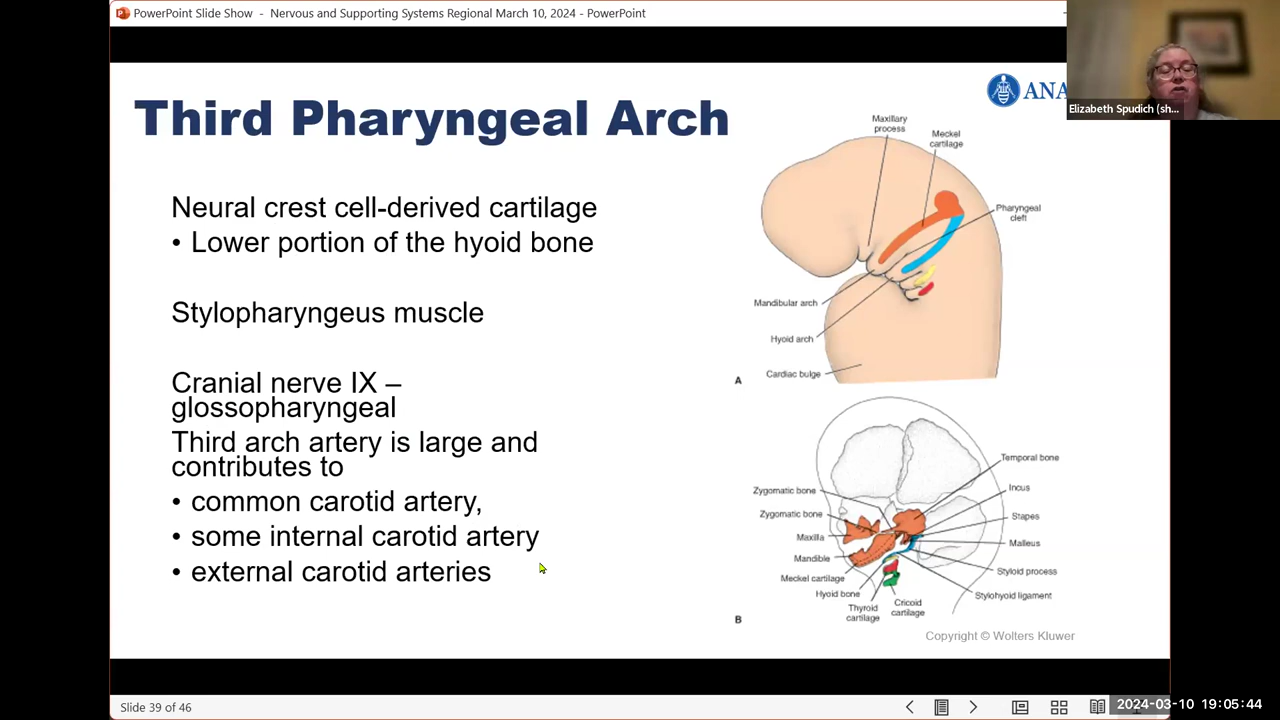 PowerPoint Slide Show - Nervous and Supporting Systems Regional March 10, 2024 - PowerPoint
Elizabeth Spudich (sh...
ANA
Third Pharyngeal Arch
Neural crest cell-derived cartilage
• Lower portion of the hyoid bone
Stylopharyngeus muscle
Cranial nerve IX –
glossopharyngeal
Third arch artery is large and
contributes to
• common carotid artery,
• some internal carotid artery
• external carotid arteries
Maxillary
process
Meckel
cartilage
Pharyngeal
cleft
Mandibular arch
Hyoid arch
Cardiac bulge
A
Temporal bone
Zygomatic bone
Incus
Zygomatic bone
Stapes
Maxilla
Malleus
Mandible
Styloid process
Meckel cartilage
Hyoid bone
Stylohyoid ligament
Thyroid
cartilage
Cricoid
cartilage
B
Copyright © Wolters Kluwer
Slide 39 of 46
2024-03-10 19:05:44